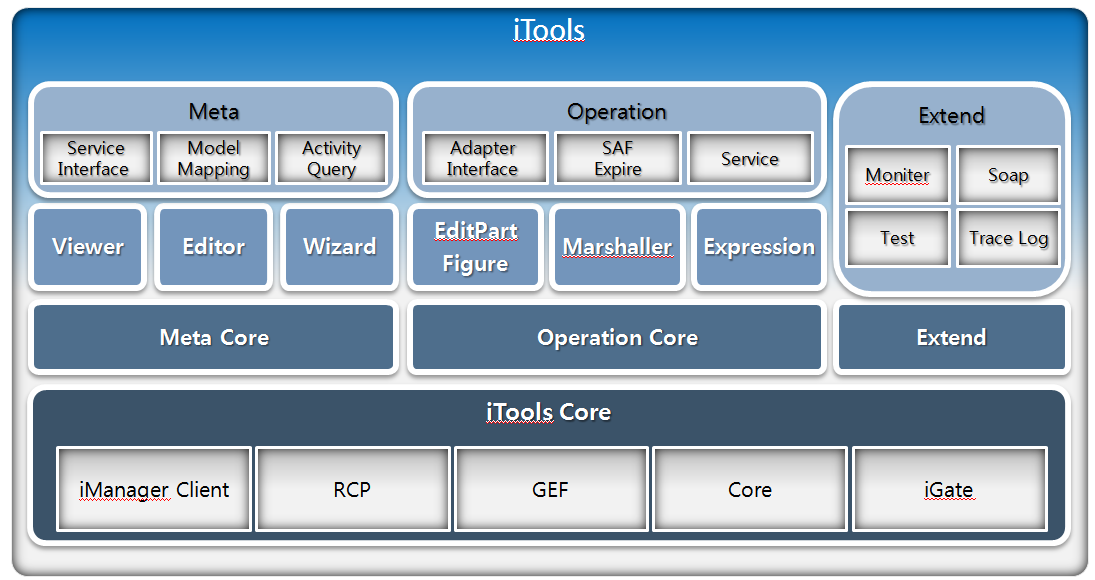 iTools
Meta
Service
Interface
Model
Mapping
Activity
Query
Operation
Adapter
Interface
SAF
Expire
Service
Extend
Moniter
Soap
Test
Trace Log
Viewer
Editor
Wizard
EditPart
Figure
Marshaller
Expression
Meta Core
Operation Core
Extend
iTools Core
iManager Client
RCP
GEF
Core
iGate